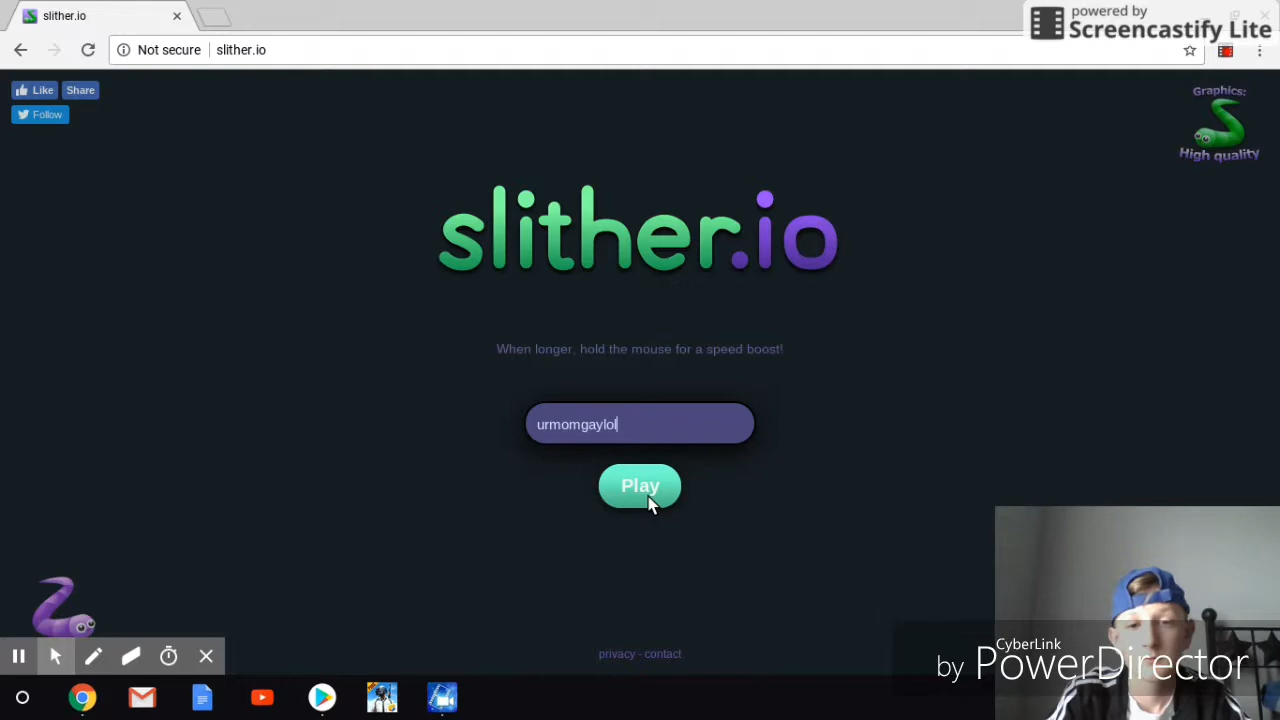 slither.io
powered by
Screencastify Lite
Not secure
slither.io
Like
Share
Follow
Graphics:
High quality
slither.io
When longer, hold the mouse for a speed boost!
urmomgaylol
Play
privacy - contact
by CyberLink PowerDirector